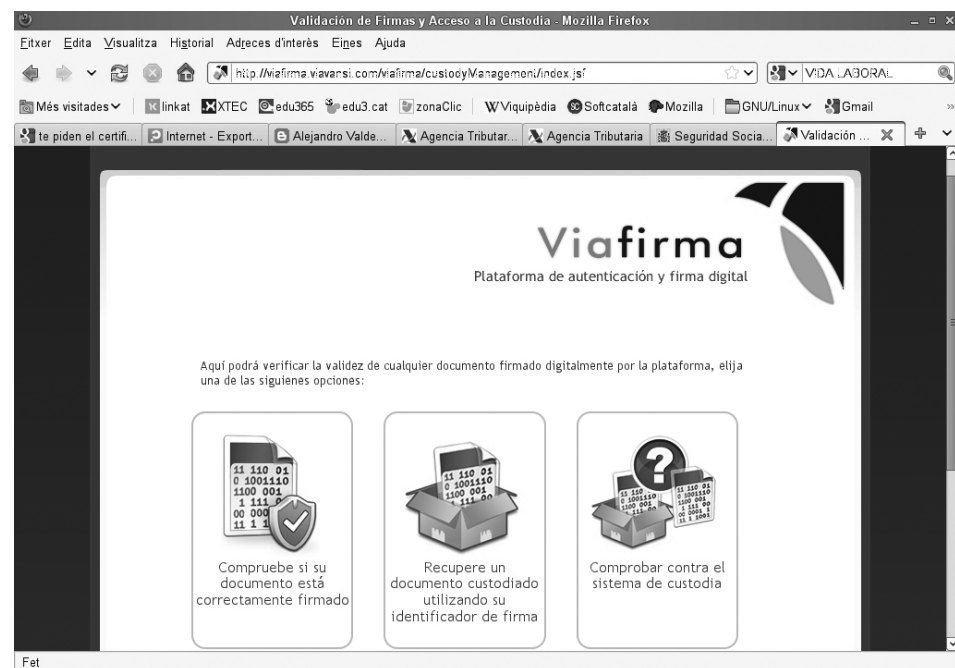 Validación de Firmas y Acceso a la Custodia - Mozilla Firefox
Fitxer Edita Visualitza Historial Adreces d'interès Eines Ajuda
http://viafirma.viavansi.com/viafirma/custodyManagement/index.jsf VIDA LABORAL
Més visitades linkat XTEC edu365 edu3.cat zonaClic Viquipèdia Softcatalà Mozilla GNU/Linux Gmail »
te piden el certifi... Internet - Export... Alejandro Valde... Agencia Tributar... Agencia Tributaria Seguridad Socia... Validación ...
Viafirma
Plataforma de autenticación y firma digital
Aquí podrá verificar la validez de cualquier documento firmado digitalmente por la plataforma, elija
una de las siguienes opciones:
Compruebe si su
documento está
correctamente firmado
Recupere un
documento custodiado
utilizando su
identificador de firma
Comprobar contra el
sistema de custodia
Fet